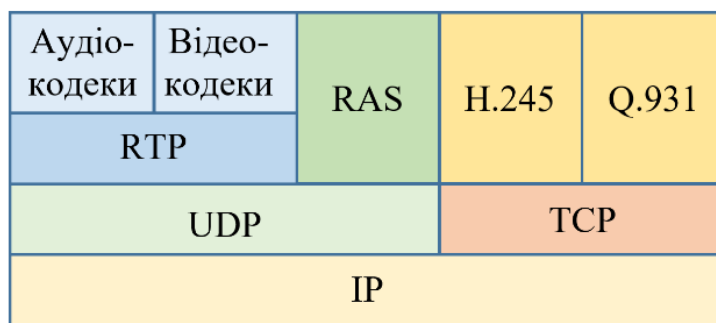 Аудіо-
кодеки
Відео-
кодеки
RAS
H.245
Q.931
RTP
UDP
TCP
IP